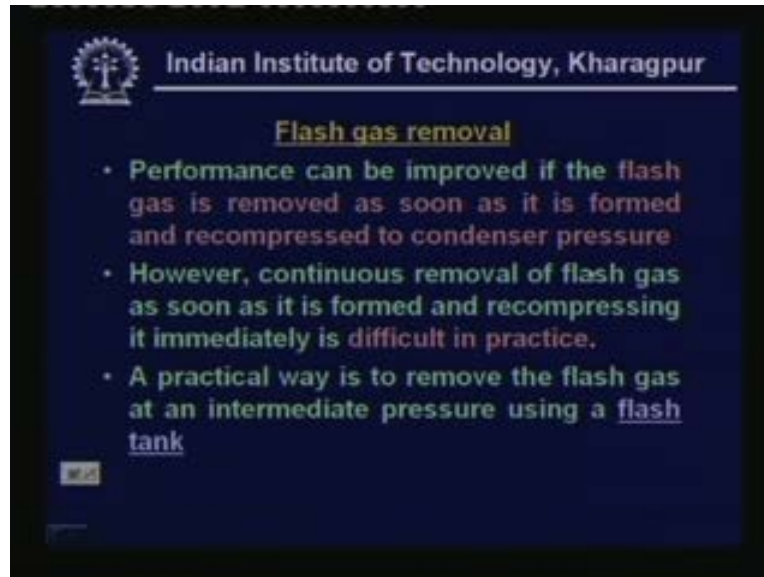 Indian Institute of Technology, Kharagpur
Flash gas removal
• Performance can be improved if the flash
gas is removed as soon as it is formed
and recompressed to condenser pressure
• However, continuous removal of flash gas
as soon as it is formed and recompressing
it immediately is difficult in practice.
• A practical way is to remove the flash gas
at an intermediate pressure using a flash
tank